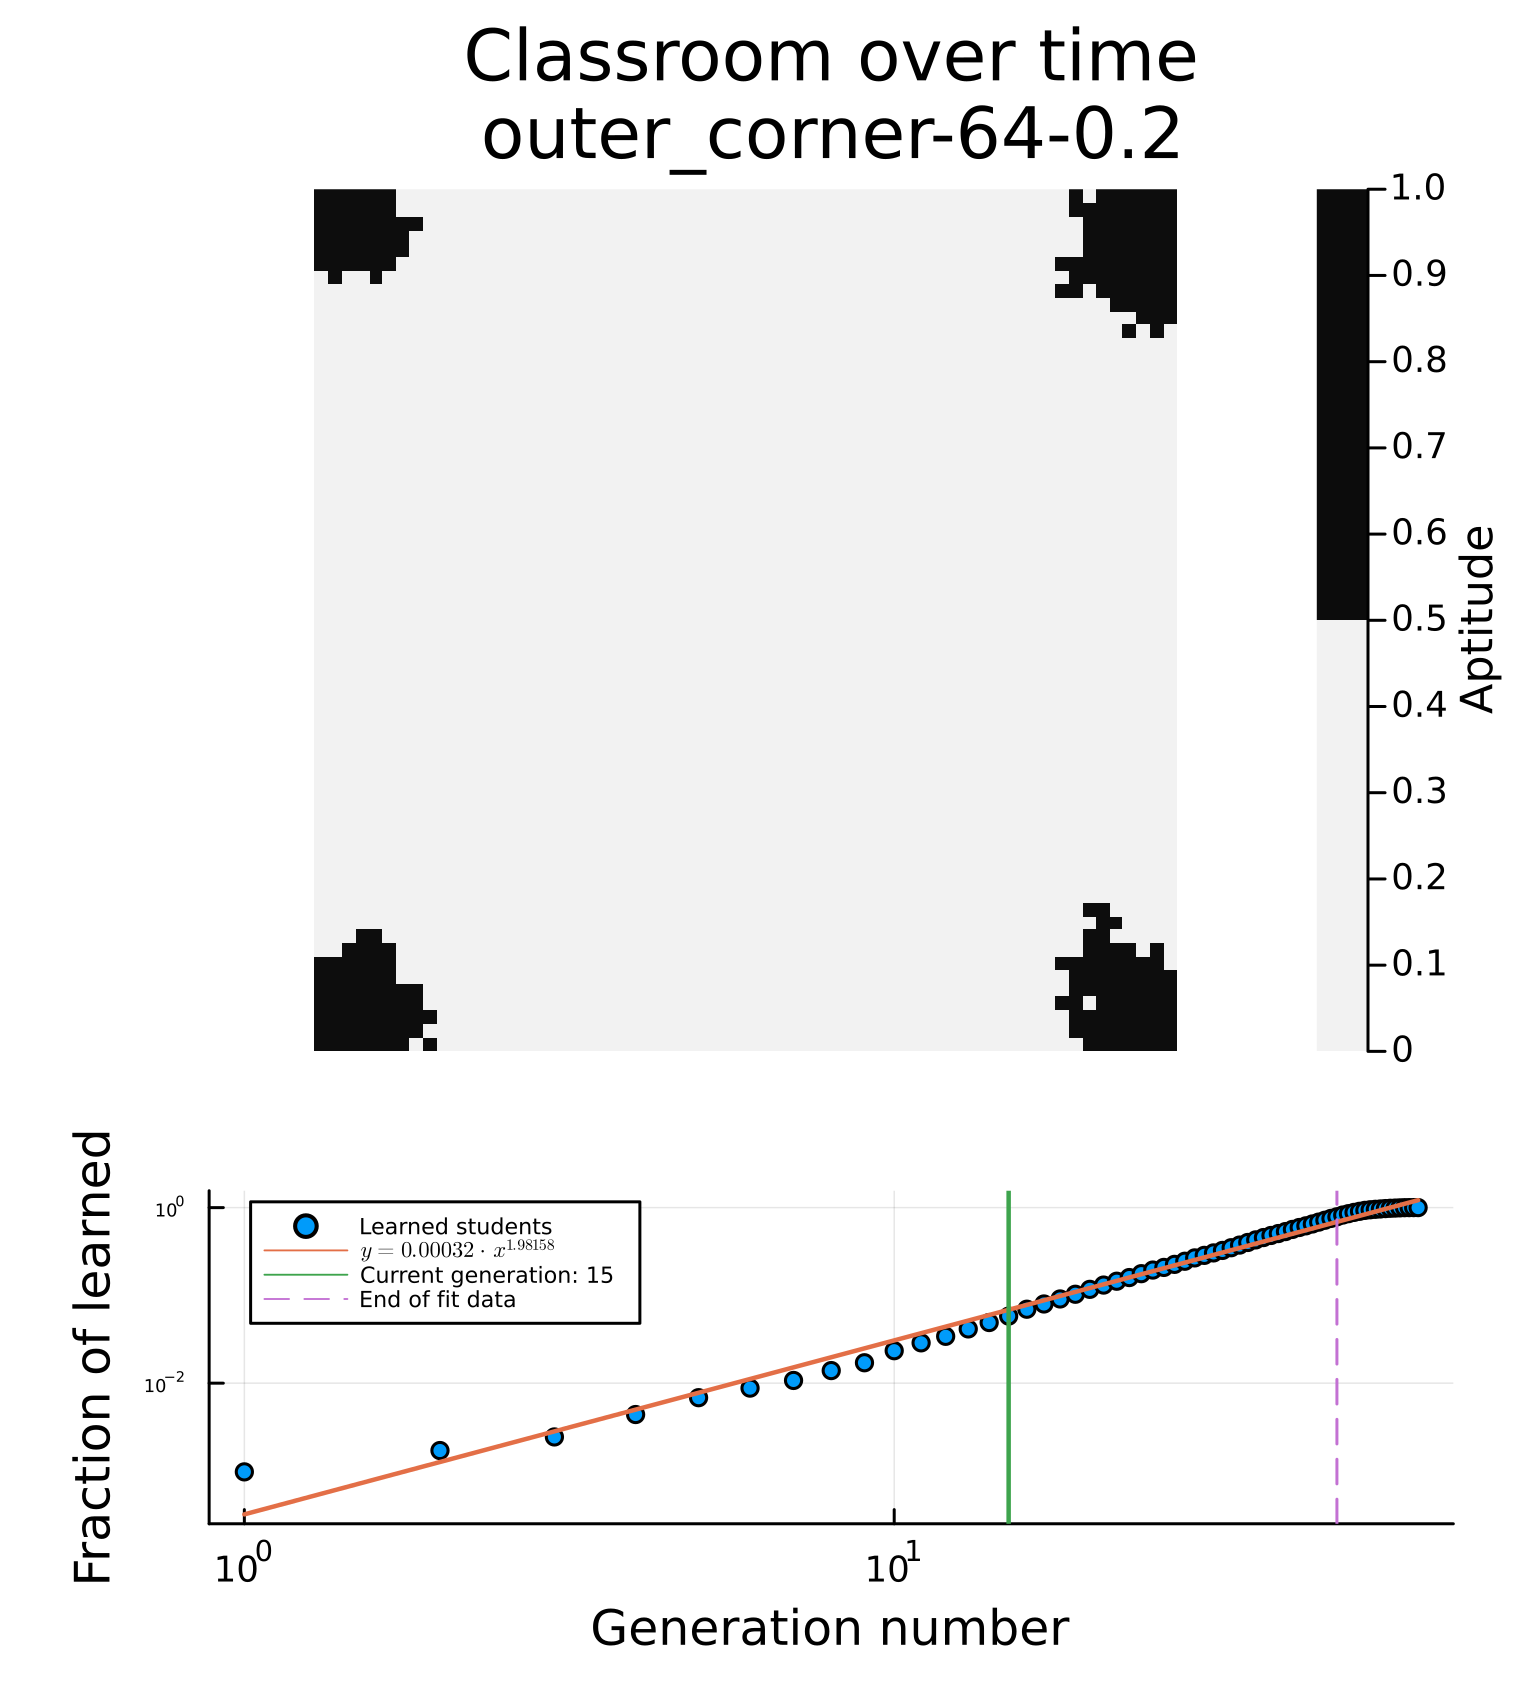 Classroom over time
outer_corner-64-0.2
1.0
0.9
0.8
0.7
0.6
0.5
0.4
0.3
0.2
0.1
0
Aptitude
Fraction of learned
10⁰
10⁻²
Learned students
y = 0.00032 · x^1.98158
Current generation: 15
End of fit data
10⁰
10¹
Generation number